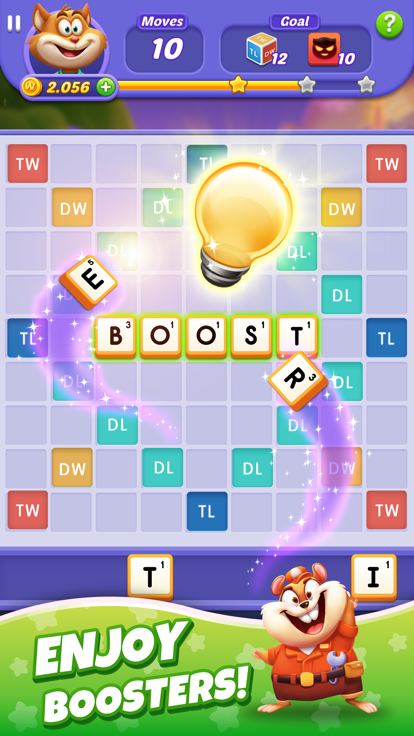 Moves
Goal
?
10
TL DW 12
10
W 2.056 +
TW TL TW
DW DL DW
DL DL
E 5
DL
TL B 3 O 1 O 1 S 1 T 1 TL
DL R 3 DL
DL DL
DW DL DL DW
TW TL TW
T 1 I 1
ENJOY
BOOSTERS!